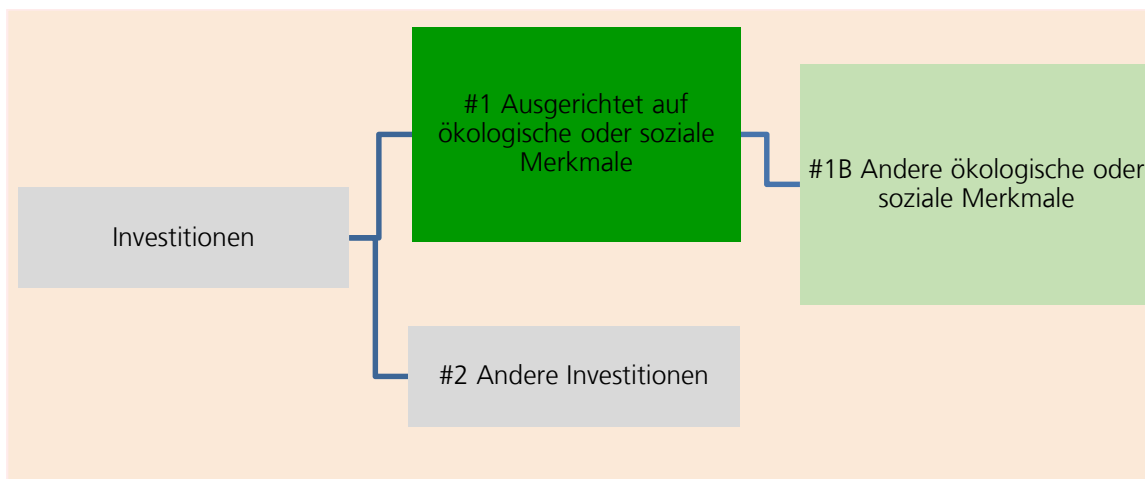 #1 Ausgerichtet auf
ökologische oder soziale
Merkmale
#1B Andere ökologische oder
soziale Merkmale
Investitionen
#2 Andere Investitionen